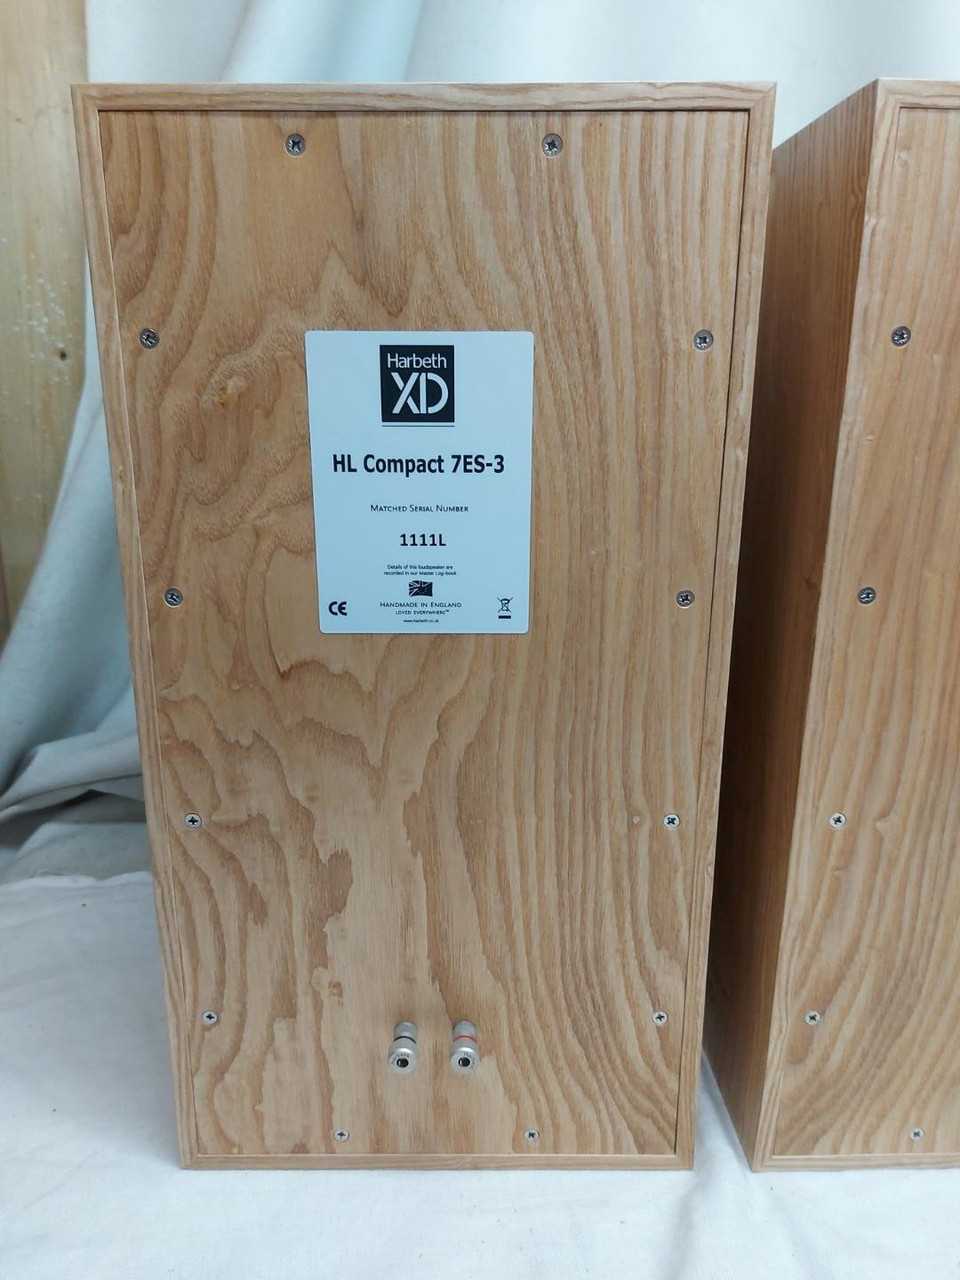 Harbeth
XD
HL Compact 7ES-3
Matched Serial Number
1111L
Details of this loudspeaker are
recorded in our Master Log-book
CE
Handmade in England
Loved Everywhere™
www.harbeth.co.uk